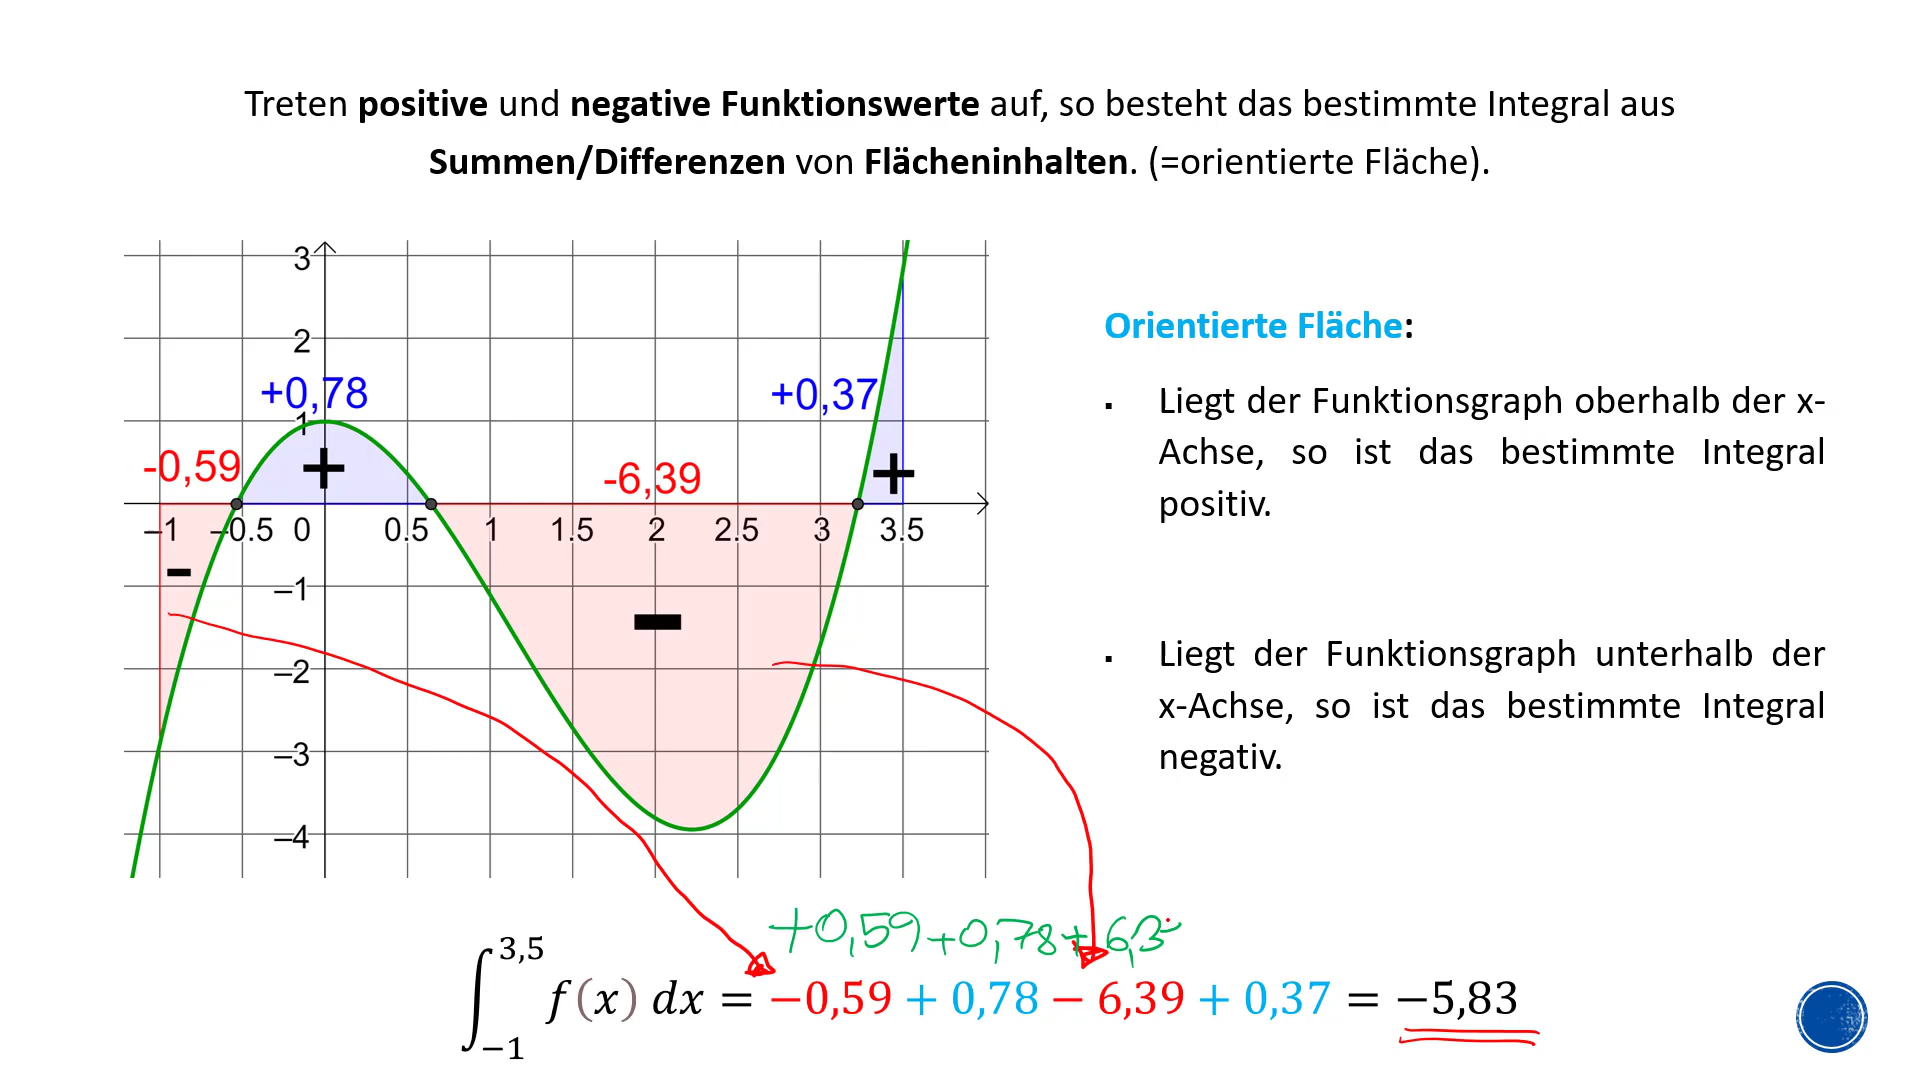 Treten positive und negative Funktionswerte auf, so besteht das bestimmte Integral aus
Summen/Differenzen von Flächeninhalten. (=orientierte Fläche).
3
2
+0,78
+0,37
1
-0,59
+
-6,39
+
–1
–0.5
0
0.5
1
1.5
2
2.5
3
3.5
-
–1
-
–2
–3
–4
Orientierte Fläche:
▪ Liegt der Funktionsgraph oberhalb der x-
Achse, so ist das bestimmte Integral
positiv.
▪ Liegt der Funktionsgraph unterhalb der
x-Achse, so ist das bestimmte Integral
negativ.
+0,59+0,78+6,3
∫_{−1}^{3,5} f(x) dx = −0,59 + 0,78 − 6,39 + 0,37 = −5,83